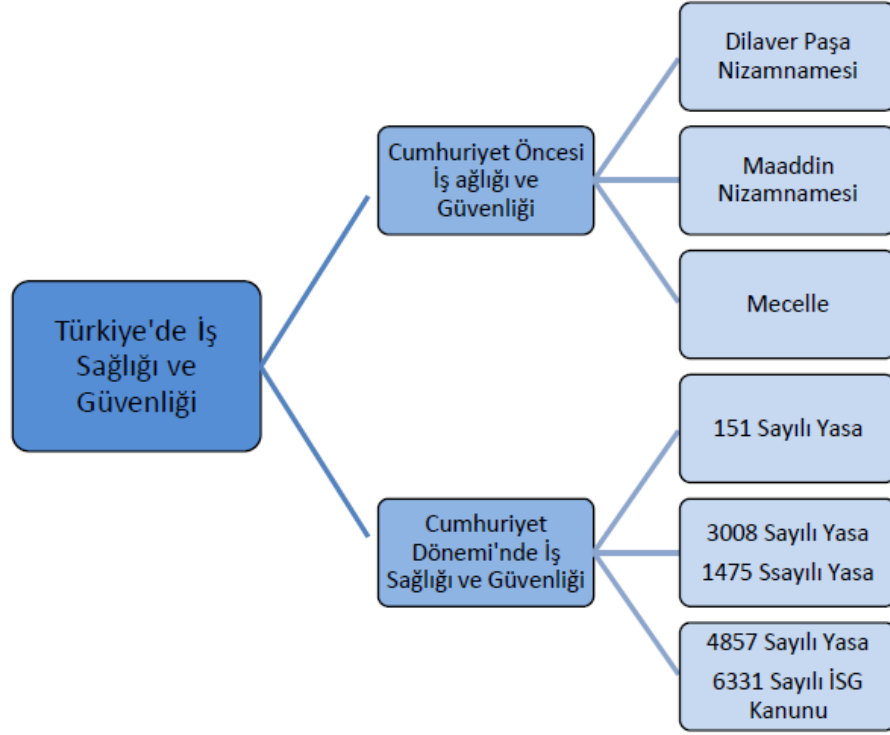 Türkiye'de İş
Sağlığı ve
Güvenliği
Cumhuriyet Öncesi
İş ağlığı ve
Güvenliği
Dilaver Paşa
Nizamnamesi
Maaddin
Nizamnamesi
Mecelle
Cumhuriyet
Dönemi'nde İş
Sağlığı ve Güvenliği
151 Sayılı Yasa
3008 Sayılı Yasa
1475 Ssayılı Yasa
4857 Sayılı Yasa
6331 Sayılı İSG
Kanunu